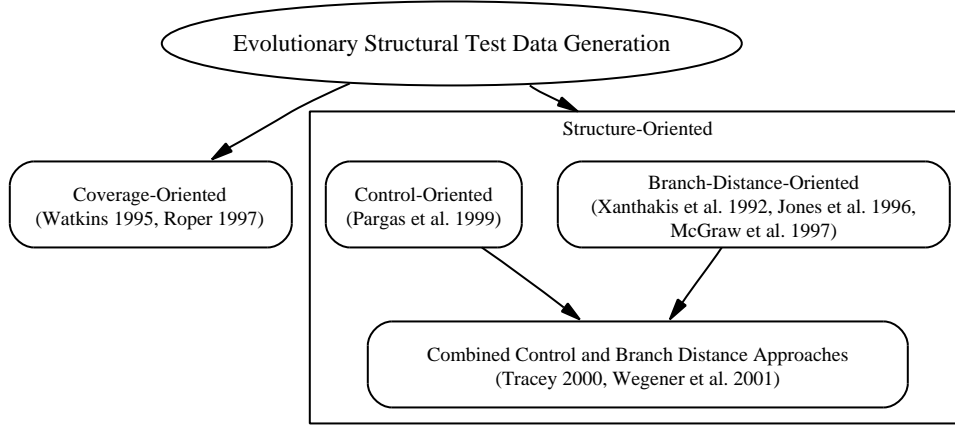 Evolutionary Structural Test Data Generation
Structure-Oriented
Coverage-Oriented
(Watkins 1995, Roper 1997)
Control-Oriented
(Pargas et al. 1999)
Branch-Distance-Oriented
(Xanthakis et al. 1992, Jones et al. 1996,
McGraw et al. 1997)
Combined Control and Branch Distance Approaches
(Tracey 2000, Wegener et al. 2001)